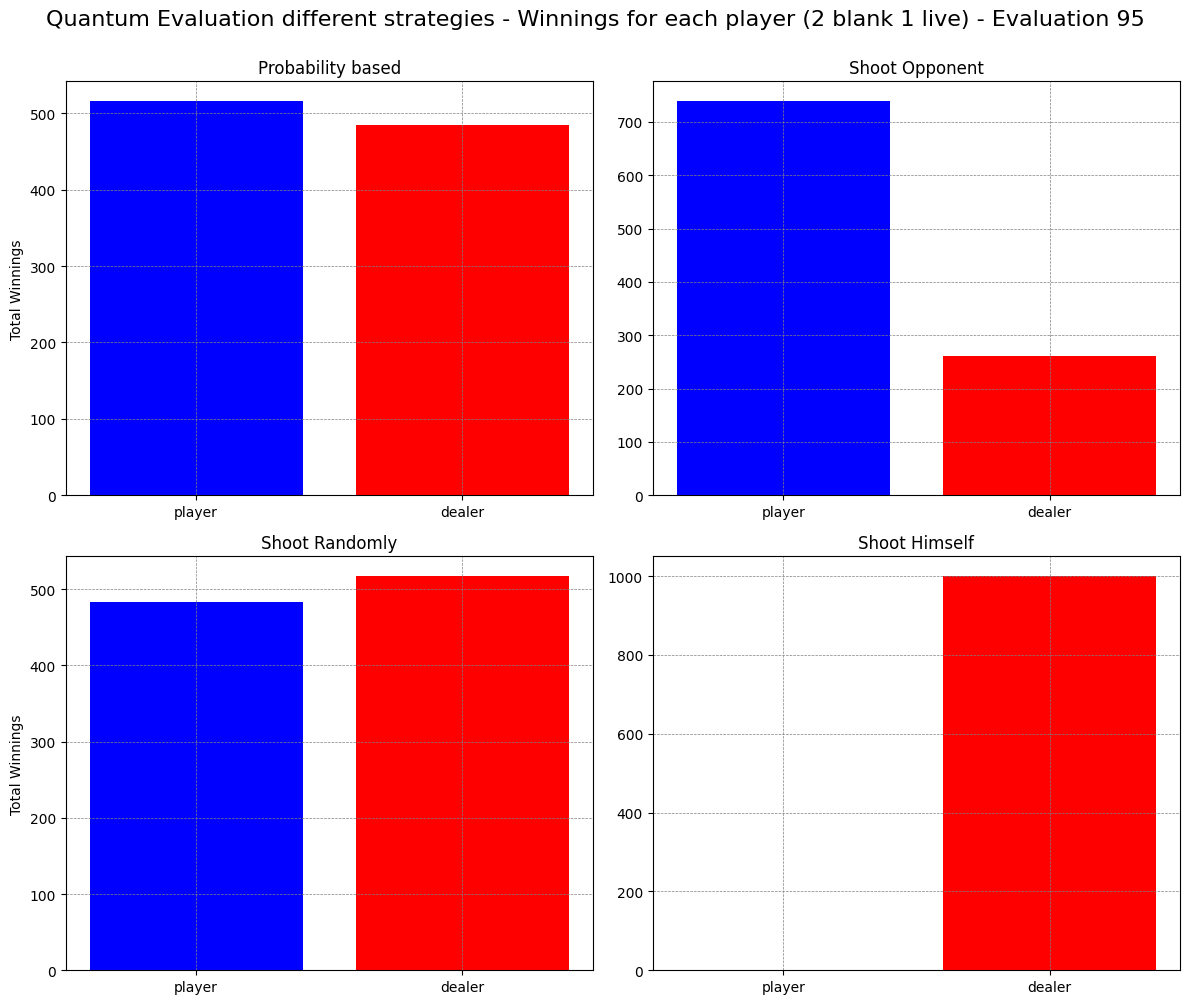 Quantum Evaluation different strategies - Winnings for each player (2 blank 1 live) - Evaluation 95
Probability based
Total Winnings
500
400
300
200
100
0
player
dealer
Shoot Opponent
700
600
500
400
300
200
100
0
player
dealer
Shoot Randomly
Total Winnings
500
400
300
200
100
0
player
dealer
Shoot Himself
1000
800
600
400
200
0
player
dealer